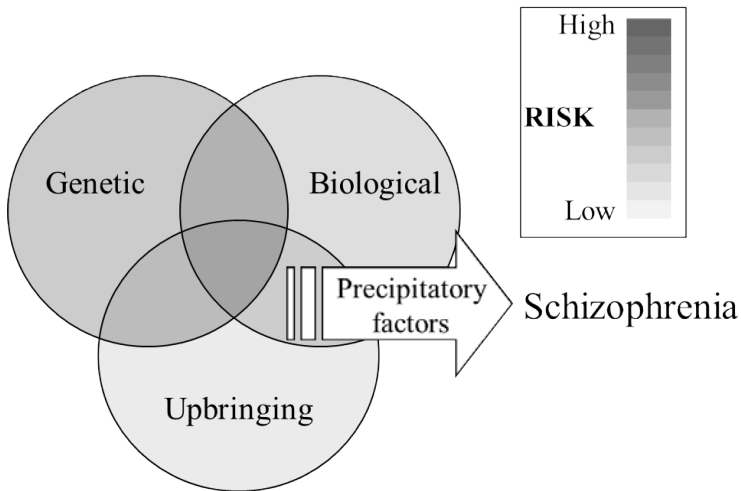 High
RISK
Low
Genetic
Biological
Precipitatory
factors
Schizophrenia
Upbringing